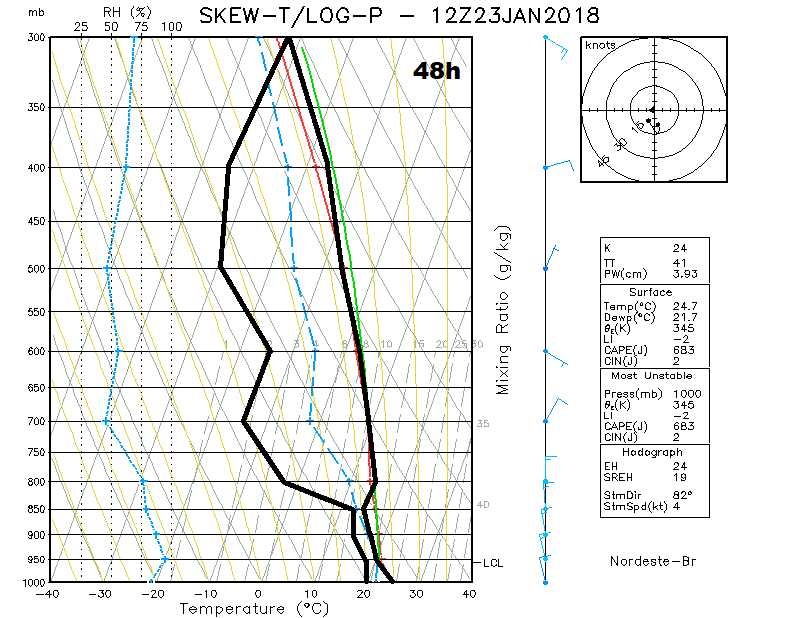 SKEW-T/LOG-P - 12Z23JAN2018
mb
RH (%)
25 50 75 100
48h
300
350
400
450
500
550
600
650
700
750
800
850
900
950
1000
-40 -30 -20 -10 0 10 20 30 40
Temperature (°C)
1 3 4 6 8 10 15 20 25 30
35
40
LCL
Mixing Ratio (g/kg)
knots
15
30
45
K 24
TT 41
PW(cm) 3.93
Surface
Temp(°C) 24.7
Dewp(°C) 21.7
θE(K) 345
LI -2
CAPE(J) 683
CIN(J) 2
Most Unstable
Press(mb) 1000
θE(K) 345
LI -2
CAPE(J) 683
CIN(J) 2
Hodograph
EH 24
SREH 19
StmDir 82°
StmSpd(kt) 4
Nordeste-Br